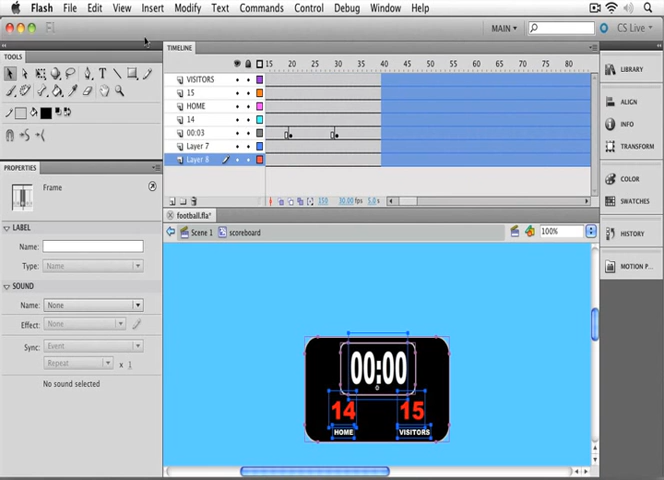 Flash File Edit View Insert Modify Text Commands Control Debug Window Help
MAIN CS Live
TOOLS
TIMELINE
15 20 25 30 35 40 45 50 55 60 65 70 75 80
VISITORS
15
HOME
14
00:03
Layer 7
Layer 8
150 30.00 fps 5.0 s
PROPERTIES
Frame
LABEL
Name:
Type: Name
SOUND
Name: None
Effect: None
Sync: Event
Repeat x 1
No sound selected
football.fla*
Scene 1 scoreboard 100%
00:00
14 15
HOME VISITORS
LIBRARY
ALIGN
INFO
TRANSFORM
COLOR
SWATCHES
HISTORY
MOTION P...